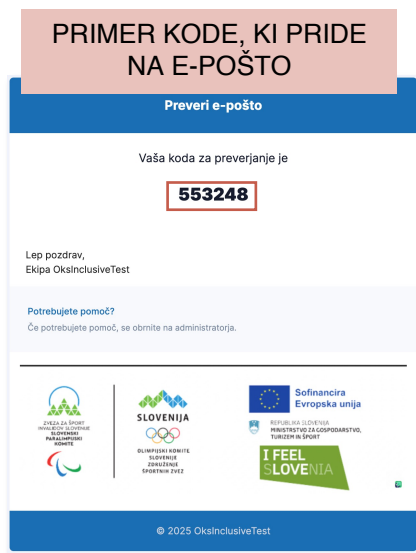 PRIMER KODE, KI PRIDE
NA E-POŠTO
Preveri e-pošto
Vaša koda za preverjanje je
553248
Lep pozdrav,
Ekipa OksInclusiveTest
Potrebujete pomoč?
Če potrebujete pomoč, se obrnite na administratorja.
ZVEZA ZA ŠPORT
INVALIDOV SLOVENIJE
SLOVENSKI
PARALIMPIJSKI
KOMITE
SLOVENIJA
OLIMPIJSKI KOMITE
SLOVENIJE
ZDRUŽENJE
ŠPORTNIH ZVEZ
Sofinancira
Evropska unija
REPUBLIKA SLOVENIJA
MINISTRSTVO ZA GOSPODARSTVO,
TURIZEM IN ŠPORT
I FEEL
SLOVENIA
© 2025 OksInclusiveTest